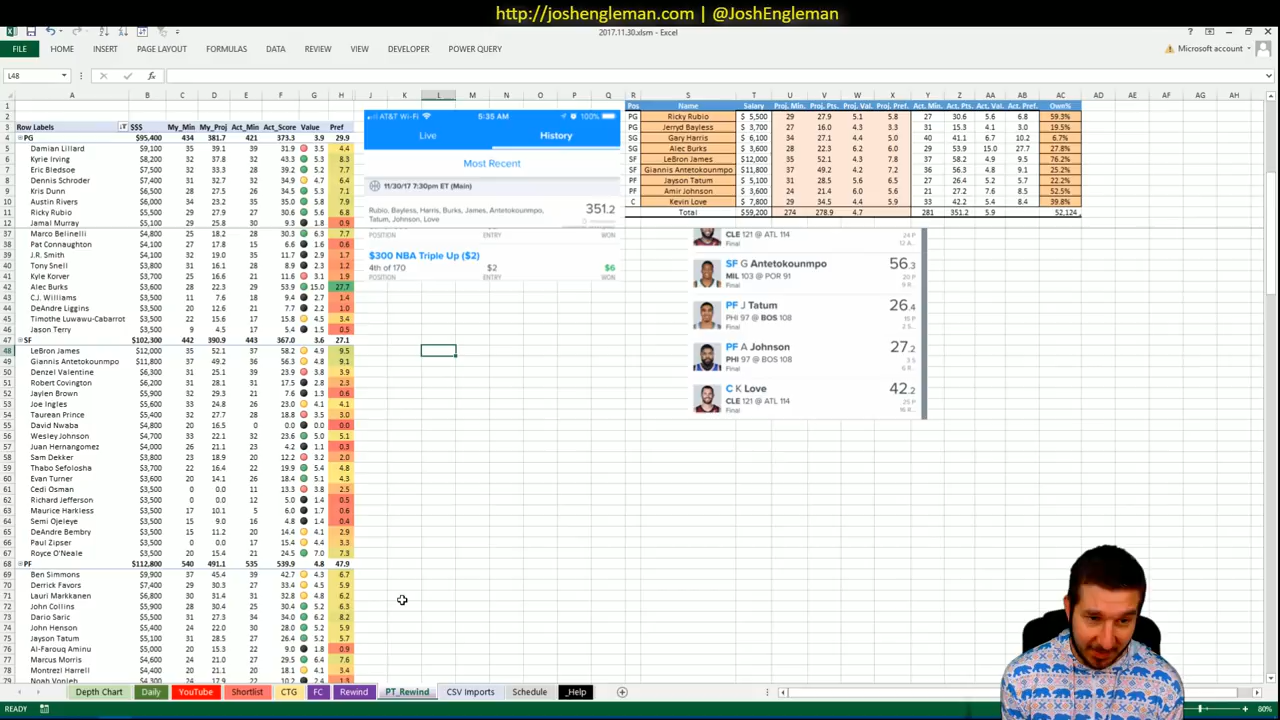 http://joshengleman.com | @JoshEngleman
2017.11.30.xlsm - Excel
FILE HOME INSERT PAGE LAYOUT FORMULAS DATA REVIEW VIEW DEVELOPER POWER QUERY Microsoft account
L48
A B C D E F G H I J K L M N O P Q R S T U V W X Y Z AA AB AC AD AE AF AG AH
Row Labels $$$ My_Min My_Proj Act_Min Act_Score Value Pref
PG $95,400 434 381.7 421 373.3 3.9 29.9
Damian Lillard $9,300 35 39.1 30 31.0 3.5 4.4
Kyrie Irving $8,200 32 37.8 32 43.3 5.3 8.3
Eric Bledsoe $7,500 32 33.3 28 39.2 5.2 7.7
Dennis Schroder $7,300 32 32.8 34 34.9 4.7 6.4
Kris Dunn $6,500 28 27.5 36 34.5 5.3 7.1
Austin Rivers $6,000 34 27.3 40 35.0 5.8 7.9
Ricky Rubio $5,500 29 27.9 27 30.6 5.6 6.8
Jamal Murray $5,100 29 25.8 30 9.3 1.8 0.9
Marco Belinelli $4,800 25 18.2 28 30.3 6.3 7.7
Pat Connaughton $4,100 27 17.8 15 6.6 1.6 0.6
J.R. Smith $4,100 32 19.0 35 11.7 2.9 1.7
Tony Snell $3,800 31 16.1 28 8.9 2.3 1.2
Kyle Korver $3,700 25 16.6 21 11.6 3.1 1.9
Alec Burks $3,600 28 22.3 29 53.9 15.0 27.7
C.J. Williams $3,500 11 7.6 18 9.3 2.7 1.4
DeAndre Liggins $3,500 20 12.6 21 7.7 2.2 1.0
Timothe Luwawu-Cabarrot $3,500 22 15.6 17 15.8 4.5 3.4
Jason Terry $3,500 9 4.5 17 5.4 1.5 0.5
SF $102,300 442 390.9 443 367.0 3.6 27.1
LeBron James $12,000 35 52.1 37 58.2 4.9 9.5
Giannis Antetokounmpo $11,800 37 49.2 36 56.3 4.8 9.1
Denzel Valentine $6,300 31 25.1 39 23.8 3.8 3.9
Robert Covington $6,200 31 28.1 31 17.5 2.8 2.3
Jaylen Brown $5,900 32 29.3 21 7.6 1.3 0.6
Joe Ingles $5,600 33 24.8 26 23.0 4.1 4.1
Taurean Prince $5,400 32 27.7 28 18.8 3.5 3.0
David Nwaba $4,800 20 16.5 0 0.0 0.0 0.0
Wesley Johnson $4,700 33 22.1 32 23.6 5.0 5.1
Juan Hernangomez $4,000 26 21.1 27 4.2 1.1 0.3
Sam Dekker $3,800 23 18.9 20 12.2 3.2 2.0
Thabo Sefolosha $3,700 22 16.4 22 19.9 5.4 4.8
Evan Turner $3,600 20 14.1 26 18.4 5.1 4.3
Cedi Osman $3,500 0 0.0 11 13.3 3.8 2.5
Richard Jefferson $3,500 0 0.0 12 5.0 1.4 0.5
Maurice Harkless $3,500 17 10.1 5 6.0 1.7 0.6
Semi Ojeleye $3,500 15 9.0 16 4.8 1.4 0.4
DeAndre Bembry $3,500 15 11.2 20 14.4 4.1 2.9
Paul Zipser $3,500 0 0.0 17 15.4 4.4 3.3
Royce O'Neale $3,500 20 15.4 21 24.5 7.0 7.3
PF $112,800 540 491.1 535 539.9 4.8 47.9
Ben Simmons $9,900 37 45.4 39 42.7 4.3 6.7
Derrick Favors $7,400 29 30.3 27 33.4 4.5 5.9
Lauri Markkanen $6,800 30 31.4 31 32.8 4.8 6.2
John Collins $5,900 28 30.4 25 30.4 5.2 6.3
Dario Saric $5,500 31 27.3 34 34.0 6.2 8.2
John Henson $5,400 24 24.0 24 28.0 5.2 5.9
Jayson Tatum $5,100 31 28.5 27 26.4 5.2 5.7
Al-Farouq Aminu $5,000 20 15.3 22 9.0 1.8 0.9
Marcus Morris $4,600 24 21.0 27 29.5 6.4 7.6
Montrezl Harrell $4,300 20 21.0 10 18.1 4.1 3.4
AT&T Wi-Fi 5:35 AM 100%
Live History
Most Recent
11/30/17 7:30pm ET (Main)
Rubio, Bayless, Harris, Burks, James, Antetokounmpo, 351.2
Tatum, Johnson, Love
POSITION ENTRY WON
$300 NBA Triple Up ($2)
4th of 170 $2 $6
POSITION ENTRY WON
Pos Name Salary Proj. Min. Proj. Pts. Proj. Val. Proj. Pref. Act. Min. Act. Pts. Act. Val. Act. Pref. Own%
PG Ricky Rubio $ 5,500 29 27.9 5.1 5.8 27 30.6 5.6 6.8 59.3%
PG Jerryd Bayless $ 3,700 27 16.0 4.3 3.3 31 15.3 4.1 3.0 19.5%
SG Gary Harris $ 6,100 34 27.1 4.4 5.0 40 41.1 6.7 10.2 6.7%
SG Alec Burks $ 3,600 28 22.3 6.2 6.0 29 53.9 15.0 27.7 27.8%
SF LeBron James $12,000 35 52.1 4.3 7.8 37 58.2 4.9 9.5 76.2%
SF Giannis Antetokounmpo $11,800 37 49.2 4.2 7.2 36 56.3 4.8 9.1 25.2%
PF Jayson Tatum $ 5,100 31 28.5 5.6 6.5 27 26.4 5.2 5.7 22.2%
PF Amir Johnson $ 3,600 24 21.4 6.0 5.6 21 27.2 7.6 8.4 52.5%
C Kevin Love $ 7,800 29 34.5 4.4 5.9 33 42.2 5.4 8.1 39.8%
Total $59,200 274 278.9 4.7 281 351.2 5.9 52,124
CLE 121 @ ATL 114
Final
SF G Antetokounmpo 56.3
MIL 103 @ POR 91
Final
PF J Tatum 26.4
PHI 97 @ BOS 108
Final
PF A Johnson 27.2
PHI 97 @ BOS 108
Final
C K Love 42.2
CLE 121 @ ATL 114
Final
Depth Chart Daily YouTube Shortlist CTG FC Rewind PT_Rewind CSV Imports Schedule _Help
READY 80%